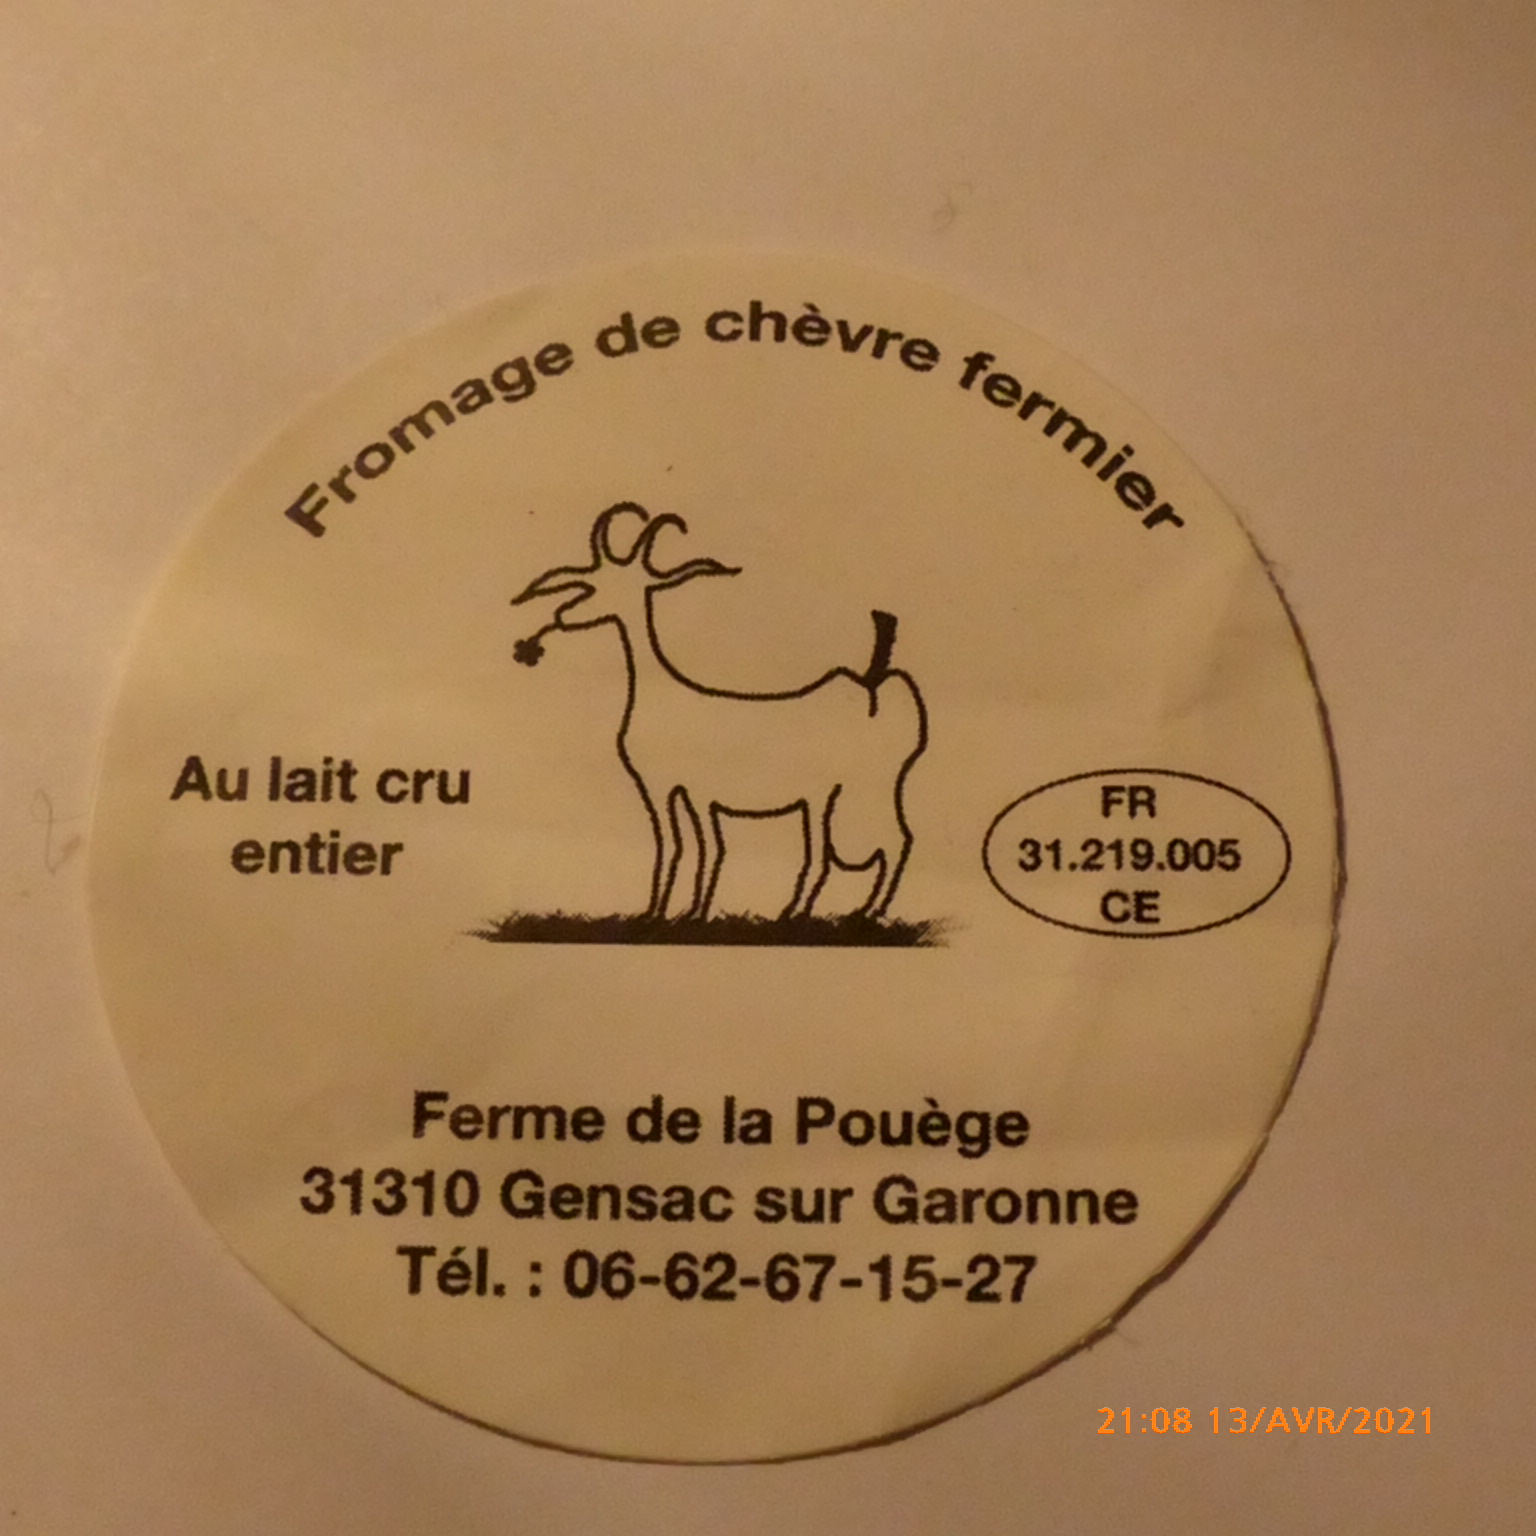 Fromage de chèvre fermier
Au lait cru
entier
FR
31.219.005
CE
Ferme de la Pouège
31310 Gensac sur Garonne
Tél. : 06-62-67-15-27
21:08 13/AVR/2021